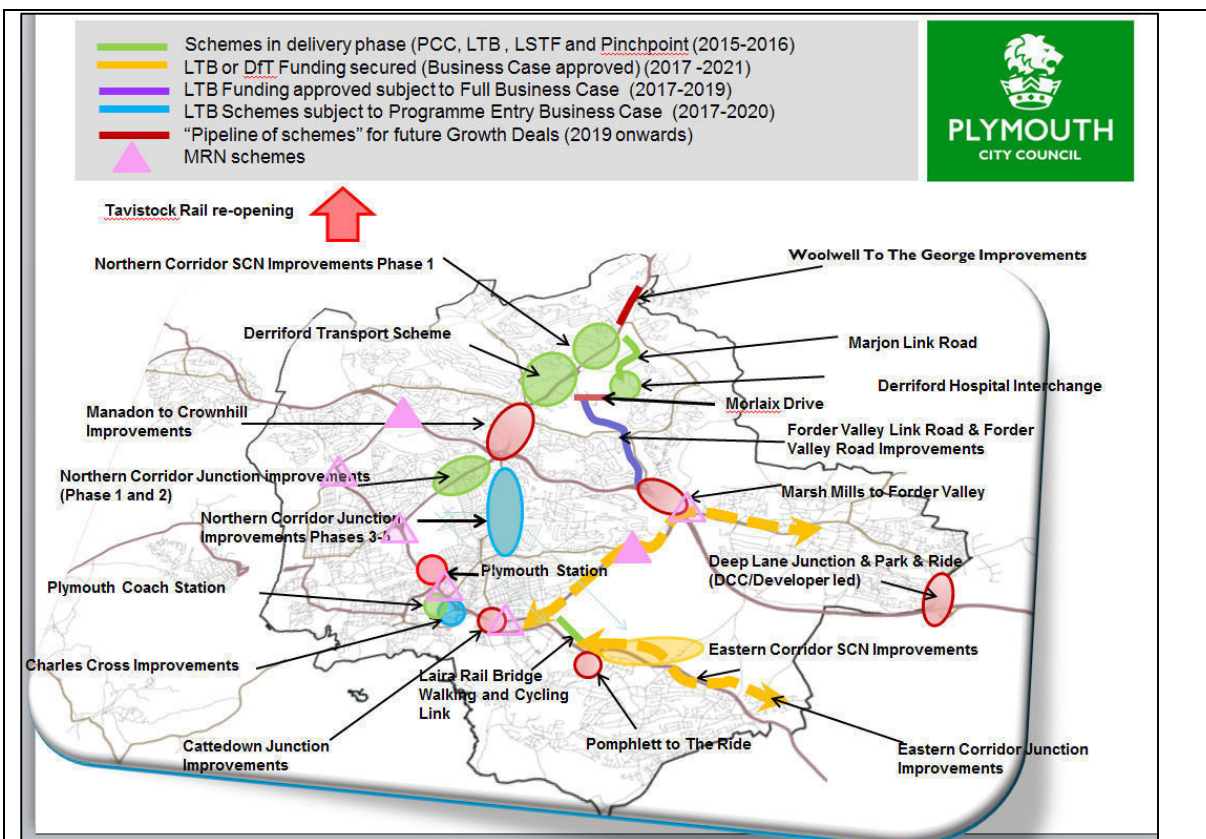 Schemes in delivery phase (PCC, LTB , LSTF and Pinchpoint (2015-2016)
LTB or DfT Funding secured (Business Case approved) (2017 -2021)
LTB Funding approved subject to Full Business Case (2017-2019)
LTB Schemes subject to Programme Entry Business Case (2017-2020)
"Pipeline of schemes" for future Growth Deals (2019 onwards)
MRN schemes
PLYMOUTH
CITY COUNCIL
Tavistock Rail re-opening
Northern Corridor SCN Improvements Phase 1
Woolwell To The George Improvements
Derriford Transport Scheme
Marjon Link Road
Derriford Hospital Interchange
Morlaix Drive
Manadon to Crownhill
Improvements
Forder Valley Link Road & Forder
Valley Road Improvements
Northern Corridor Junction improvements
(Phase 1 and 2)
Marsh Mills to Forder Valley
Northern Corridor Junction
Improvements Phases 3-
Deep Lane Junction & Park & Ride
(DCC/Developer led)
Plymouth Station
Plymouth Coach Station
Eastern Corridor SCN Improvements
Charles Cross Improvements
Laira Rail Bridge
Walking and Cycling
Link
Cattedown Junction
Improvements
Pomphlett to The Ride
Eastern Corridor Junction
Improvements